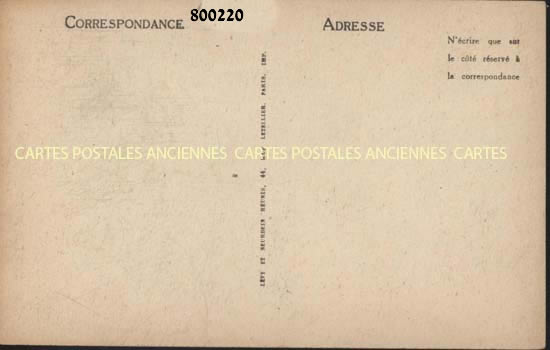 CORRESPONDANCE
800220
ADRESSE
N'écrire que sur
le côté réservé à
la correspondance
CARTES POSTALES ANCIENNES CARTES POSTALES ANCIENNES CARTES
LÉVY ET NEURDEIN RÉUNIS, 44, RUE LETELLIER, PARIS, IMP.